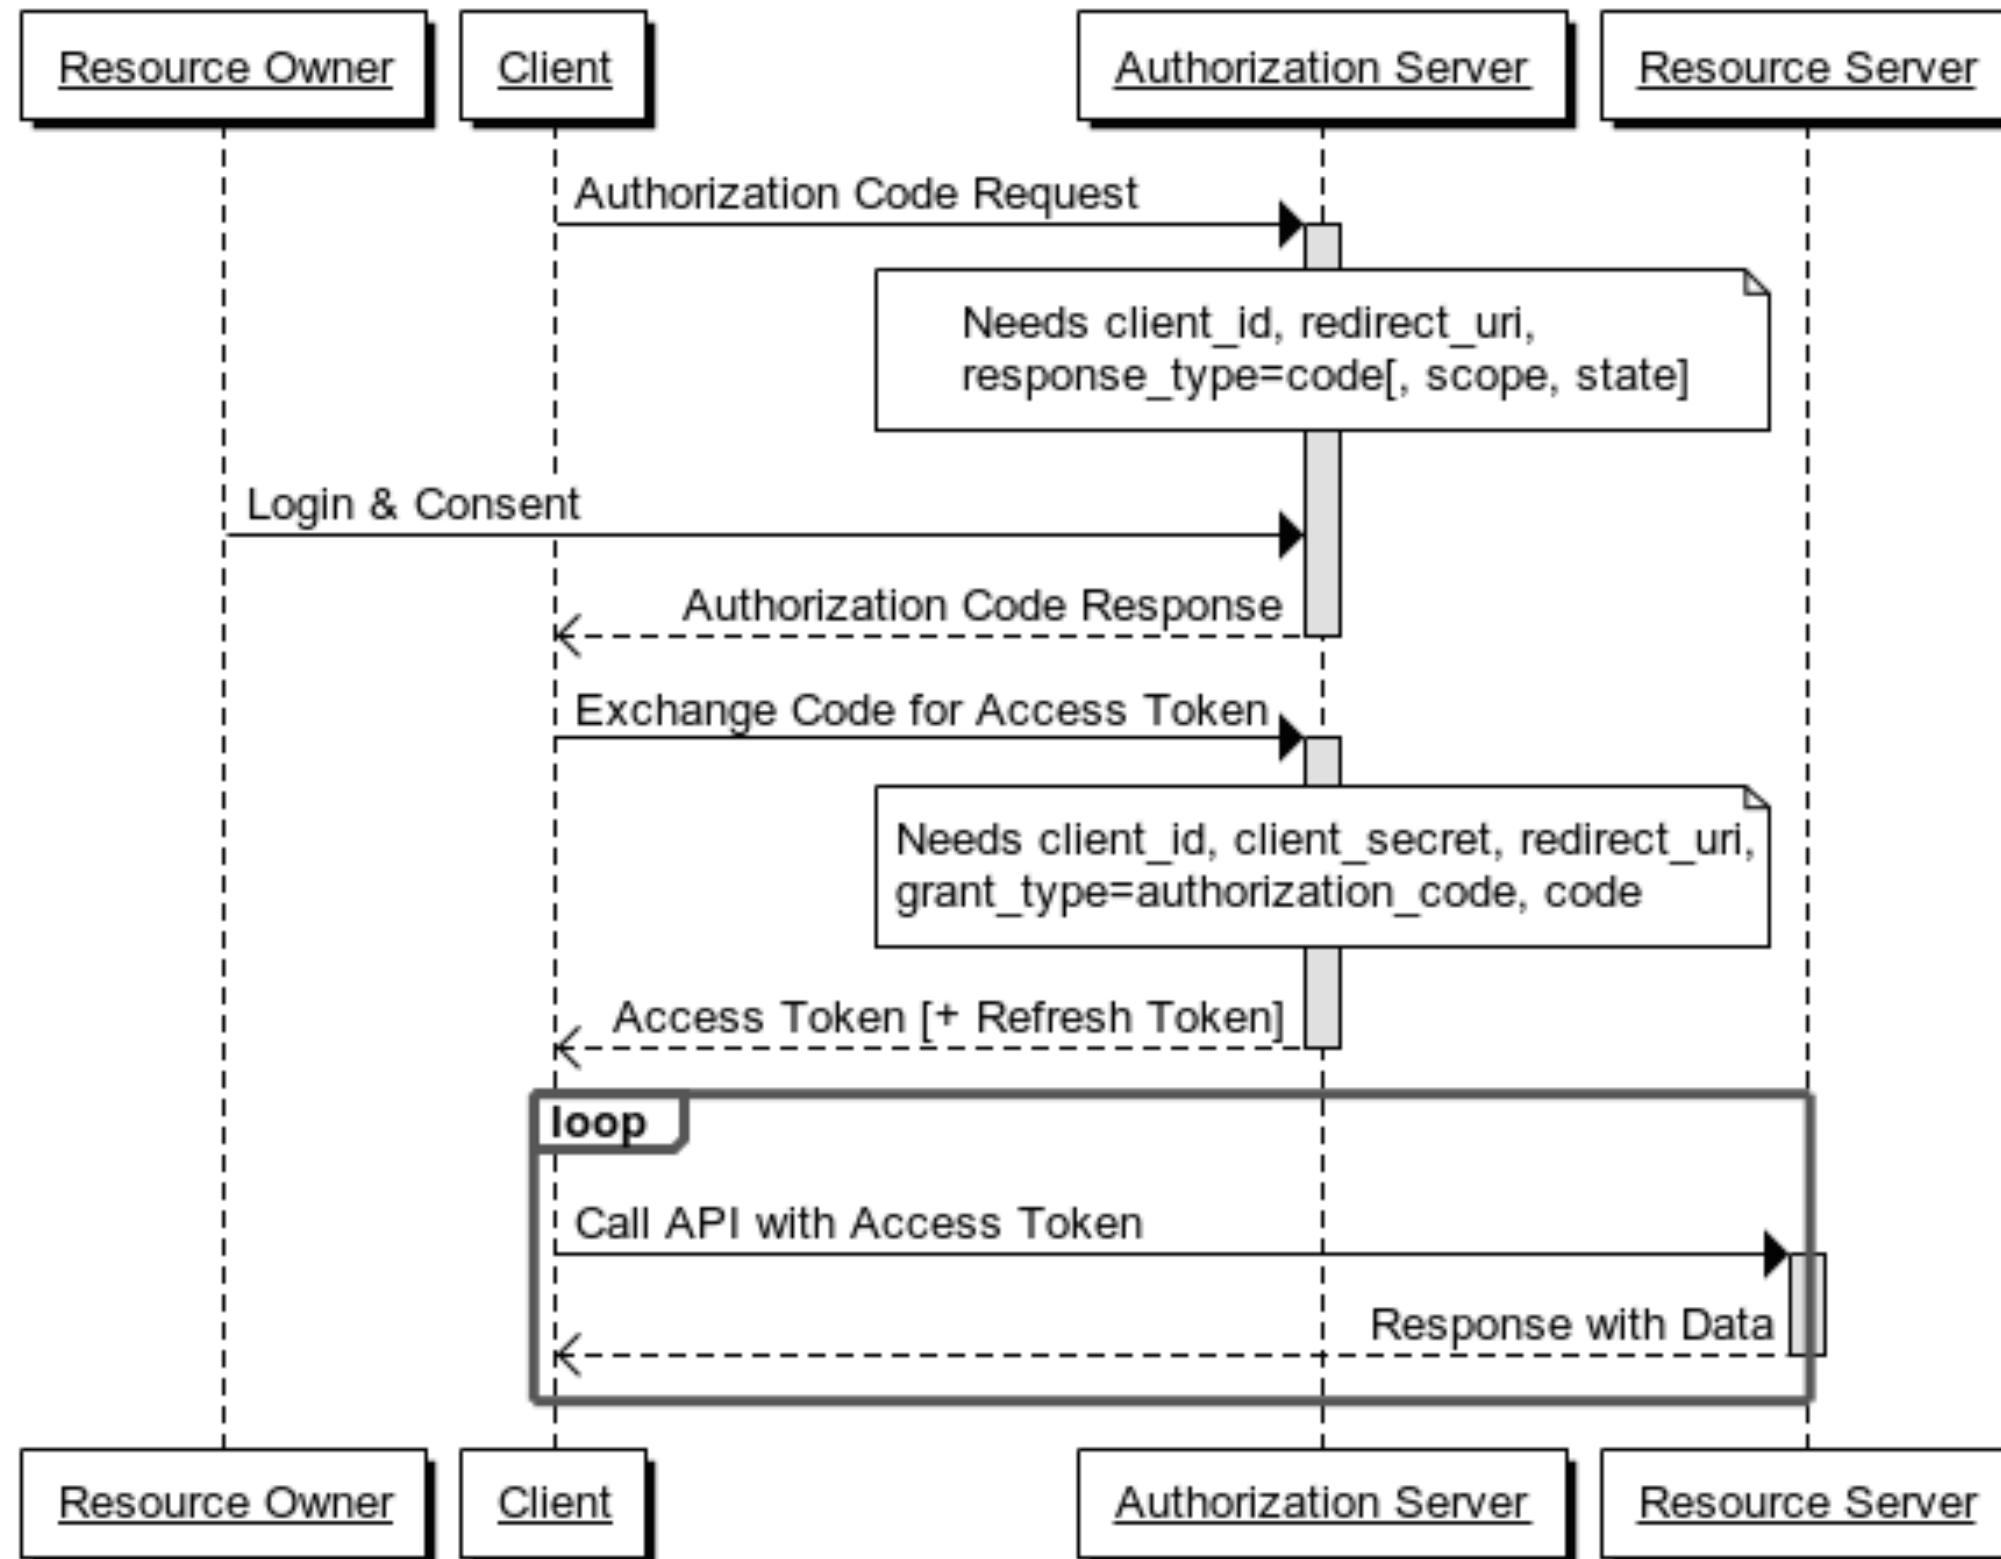 Resource Owner
Client
Authorization Server
Resource Server
Authorization Code Request
Needs client_id, redirect_uri,
response_type=code[, scope, state]
Login & Consent
Authorization Code Response
Exchange Code for Access Token
Needs client_id, client_secret, redirect_uri,
grant_type=authorization_code, code
Access Token [+ Refresh Token]
loop
Call API with Access Token
Response with Data
Resource Owner
Client
Authorization Server
Resource Server